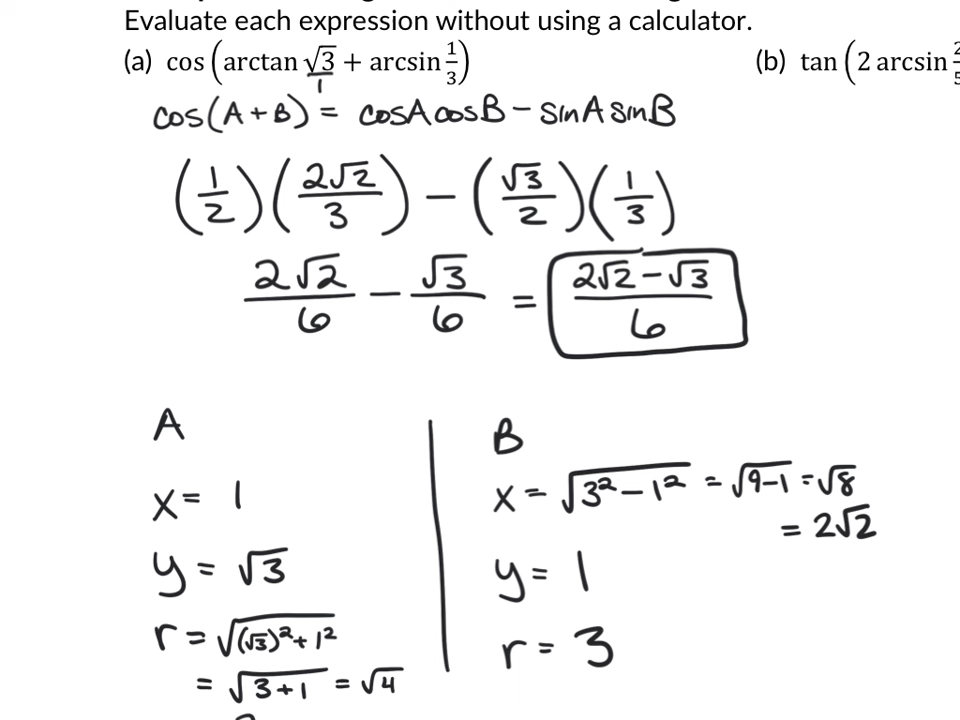 Evaluate each expression without using a calculator.
(a) cos (arctan √3 + arcsin 1/3)
(b) tan (2 arcsin 2/5
1
cos(A+B) = cosA cosB - sinA sinB
(1/2)(2√2/3) - (√3/2)(1/3)
2√2/6 - √3/6 = 2√2-√3/6
A
x = 1
y = √3
r = √(√3)²+1²
= √3+1 = √4
B
x = √3²-1² = √9-1 = √8
= 2√2
y = 1
r = 3